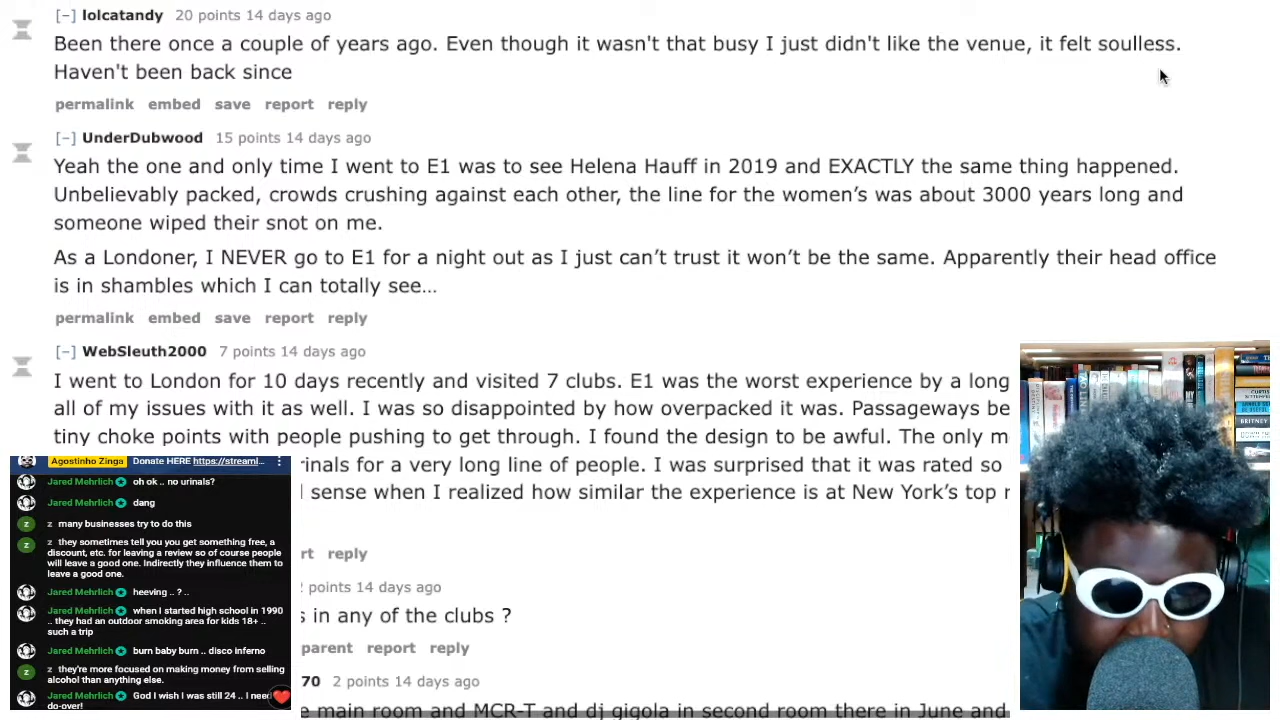 [–] lolcatandy 20 points 14 days ago
Been there once a couple of years ago. Even though it wasn't that busy I just didn't like the venue, it felt soulless.
Haven't been back since
permalink embed save report reply
[–] UnderDubwood 15 points 14 days ago
Yeah the one and only time I went to E1 was to see Helena Hauff in 2019 and EXACTLY the same thing happened.
Unbelievably packed, crowds crushing against each other, the line for the women’s was about 3000 years long and
someone wiped their snot on me.
As a Londoner, I NEVER go to E1 for a night out as I just can’t trust it won’t be the same. Apparently their head office
is in shambles which I can totally see…
permalink embed save report reply
[–] WebSleuth2000 7 points 14 days ago
I went to London for 10 days recently and visited 7 clubs. E1 was the worst experience by a long
all of my issues with it as well. I was so disappointed by how overpacked it was. Passageways be
tiny choke points with people pushing to get through. I found the design to be awful. The only m
rinals for a very long line of people. I was surprised that it was rated so
l sense when I realized how similar the experience is at New York’s top r
rt reply
2 points 14 days ago
s in any of the clubs ?
parent report reply
70 2 points 14 days ago
e main room and MCR-T and dj gigola in second room there in June and
Agostinho Zinga Donate HERE https://streaml...
Jared Mehrlich oh ok .. no urinals?
Jared Mehrlich dang
z many businesses try to do this
z they sometimes tell you you get something free, a
discount, etc. for leaving a review so of course people
will leave a good one. Indirectly they influence them to
leave a good one.
Jared Mehrlich heeving .. ? ..
Jared Mehrlich when I started high school in 1990
.. they had an outdoor smoking area for kids 18+ ..
such a trip
Jared Mehrlich burn baby burn .. disco inferno
z they're more focused on making money from selling
alcohol than anything else.
Jared Mehrlich God I wish I was still 24 .. I need
do-over!
BRITNEY